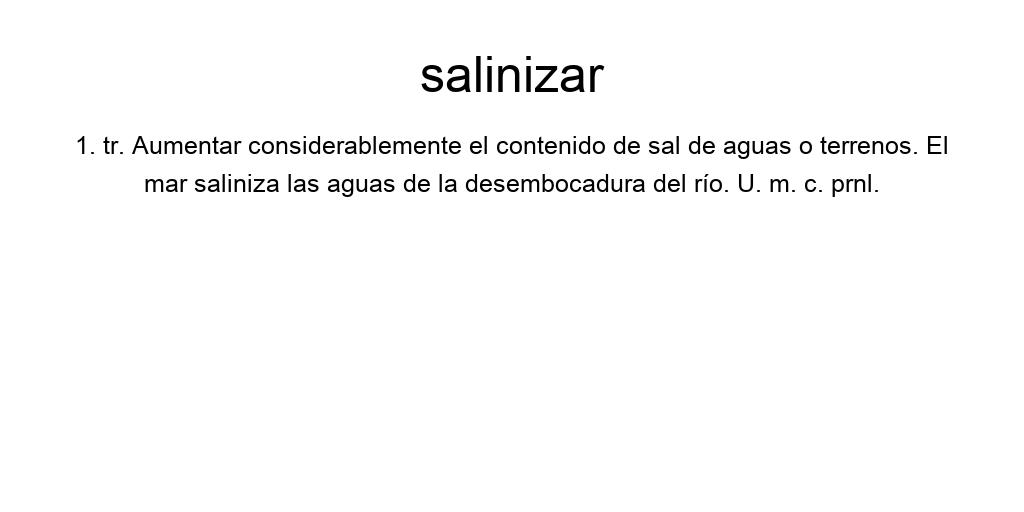 salinizar
1. tr. Aumentar considerablemente el contenido de sal de aguas o terrenos. El
mar saliniza las aguas de la desembocadura del río. U. m. c. prnl.